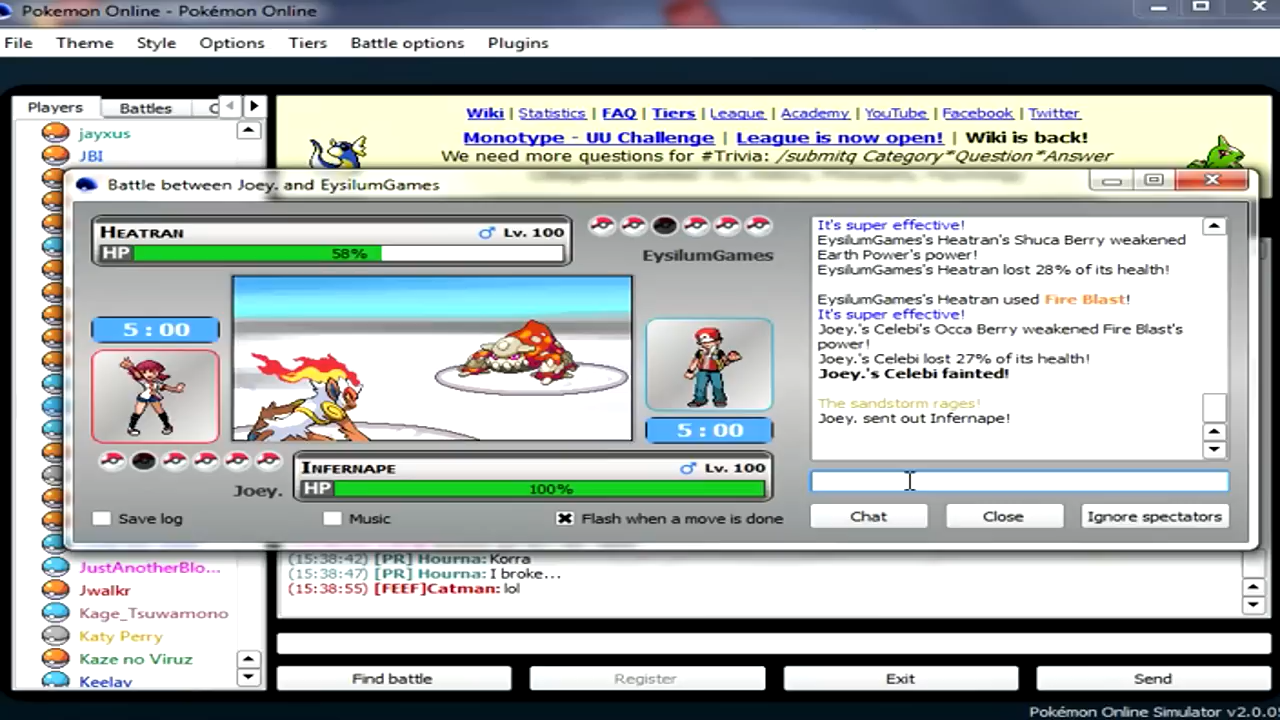 Pokemon Online - Pokémon Online
File Theme Style Options Tiers Battle options Plugins
Players Battles C
Wiki | Statistics | FAQ | Tiers | League | Academy | YouTube | Facebook | Twitter
Monotype - UU Challenge | League is now open! | Wiki is back!
We need more questions for #Trivia: /submitq Category*Question*Answer
jayxus
JBI
Battle between Joey. and EysilumGames
HEATRAN Lv. 100
HP 58%
EysilumGames
5:00
5:00
INFERNAPE Lv. 100
HP 100%
Joey.
Save log Music Flash when a move is done
It's super effective!
EysilumGames's Heatran's Shuca Berry weakened
Earth Power's power!
EysilumGames's Heatran lost 28% of its health!
EysilumGames's Heatran used Fire Blast!
It's super effective!
Joey.'s Celebi's Occa Berry weakened Fire Blast's
power!
Joey.'s Celebi lost 27% of its health!
Joey.'s Celebi fainted!
The sandstorm rages!
Joey. sent out Infernape!
Chat Close Ignore spectators
JustAnotherBlo...
Jwalkr
Kage_Tsuwamono
Katy Perry
Kaze no Viruz
Keelav
(15:38:42) [PR] Hourna: Korra
(15:38:47) [PR] Hourna: I broke...
(15:38:55) [FEEF]Catman: lol
Find battle Register Exit Send
Pokémon Online Simulator v2.0.05